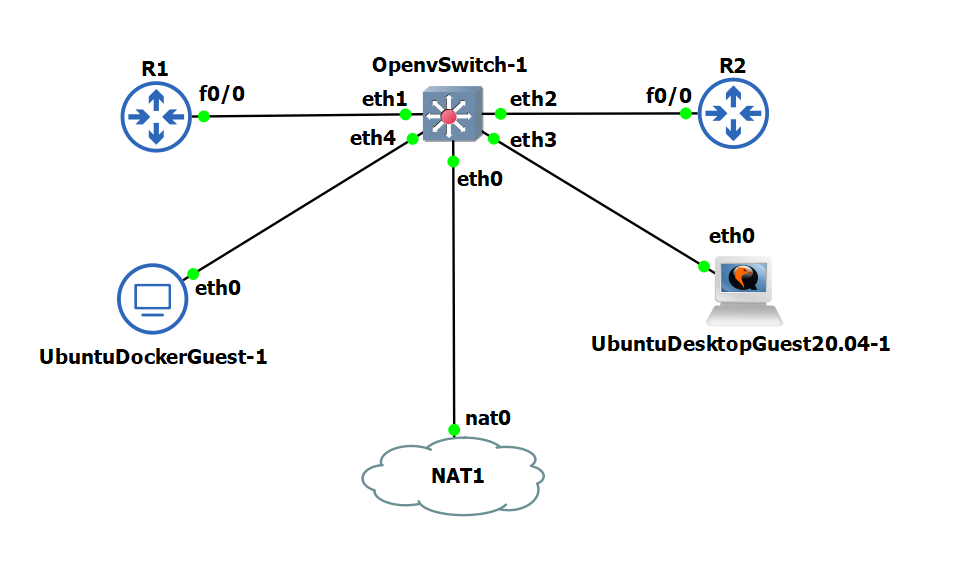 R1
OpenvSwitch-1
R2
f0/0
eth1
eth2
f0/0
eth4
eth3
eth0
eth0
eth0
UbuntuDockerGuest-1
UbuntuDesktopGuest20.04-1
nat0
NAT1